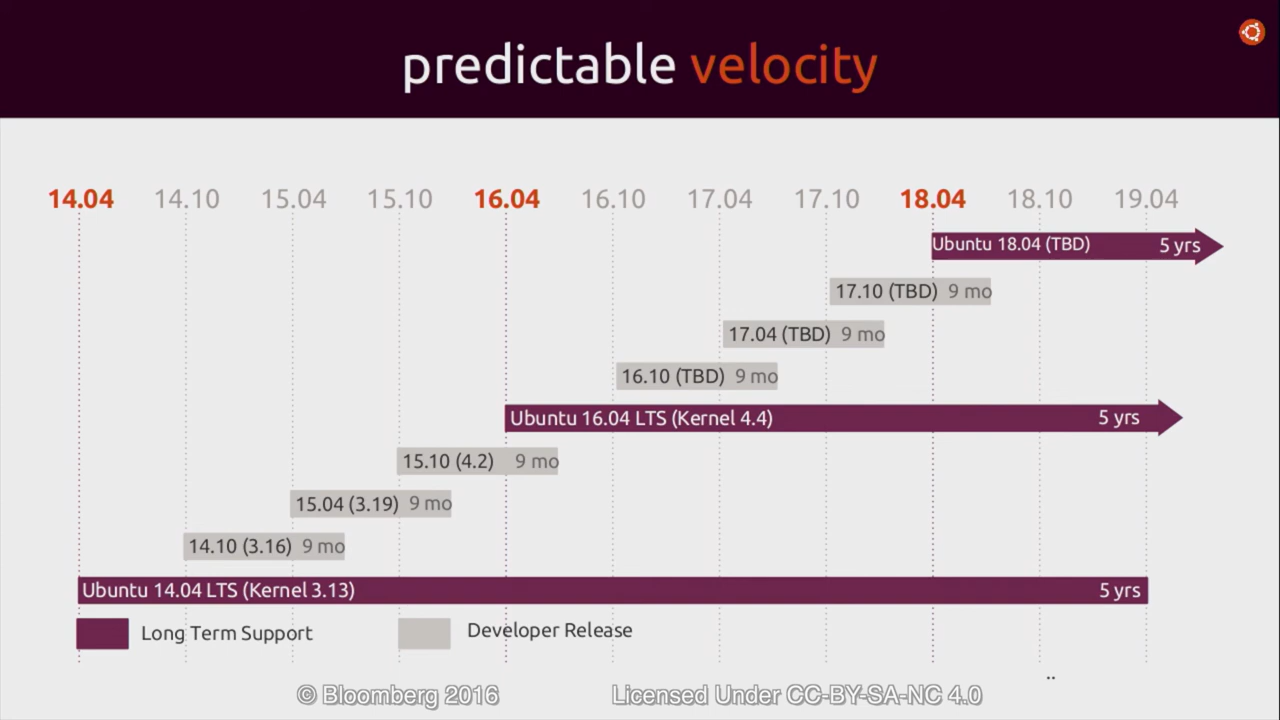 predictable velocity
14.04 14.10 15.04 15.10 16.04 16.10 17.04 17.10 18.04 18.10 19.04
Ubuntu 18.04 (TBD) 5 yrs
17.10 (TBD) 9 mo
17.04 (TBD) 9 mo
16.10 (TBD) 9 mo
Ubuntu 16.04 LTS (Kernel 4.4) 5 yrs
15.10 (4.2) 9 mo
15.04 (3.19) 9 mo
14.10 (3.16) 9 mo
Ubuntu 14.04 LTS (Kernel 3.13) 5 yrs
Long Term Support Developer Release
..
© Bloomberg 2016 Licensed Under CC-BY-SA-NC 4.0